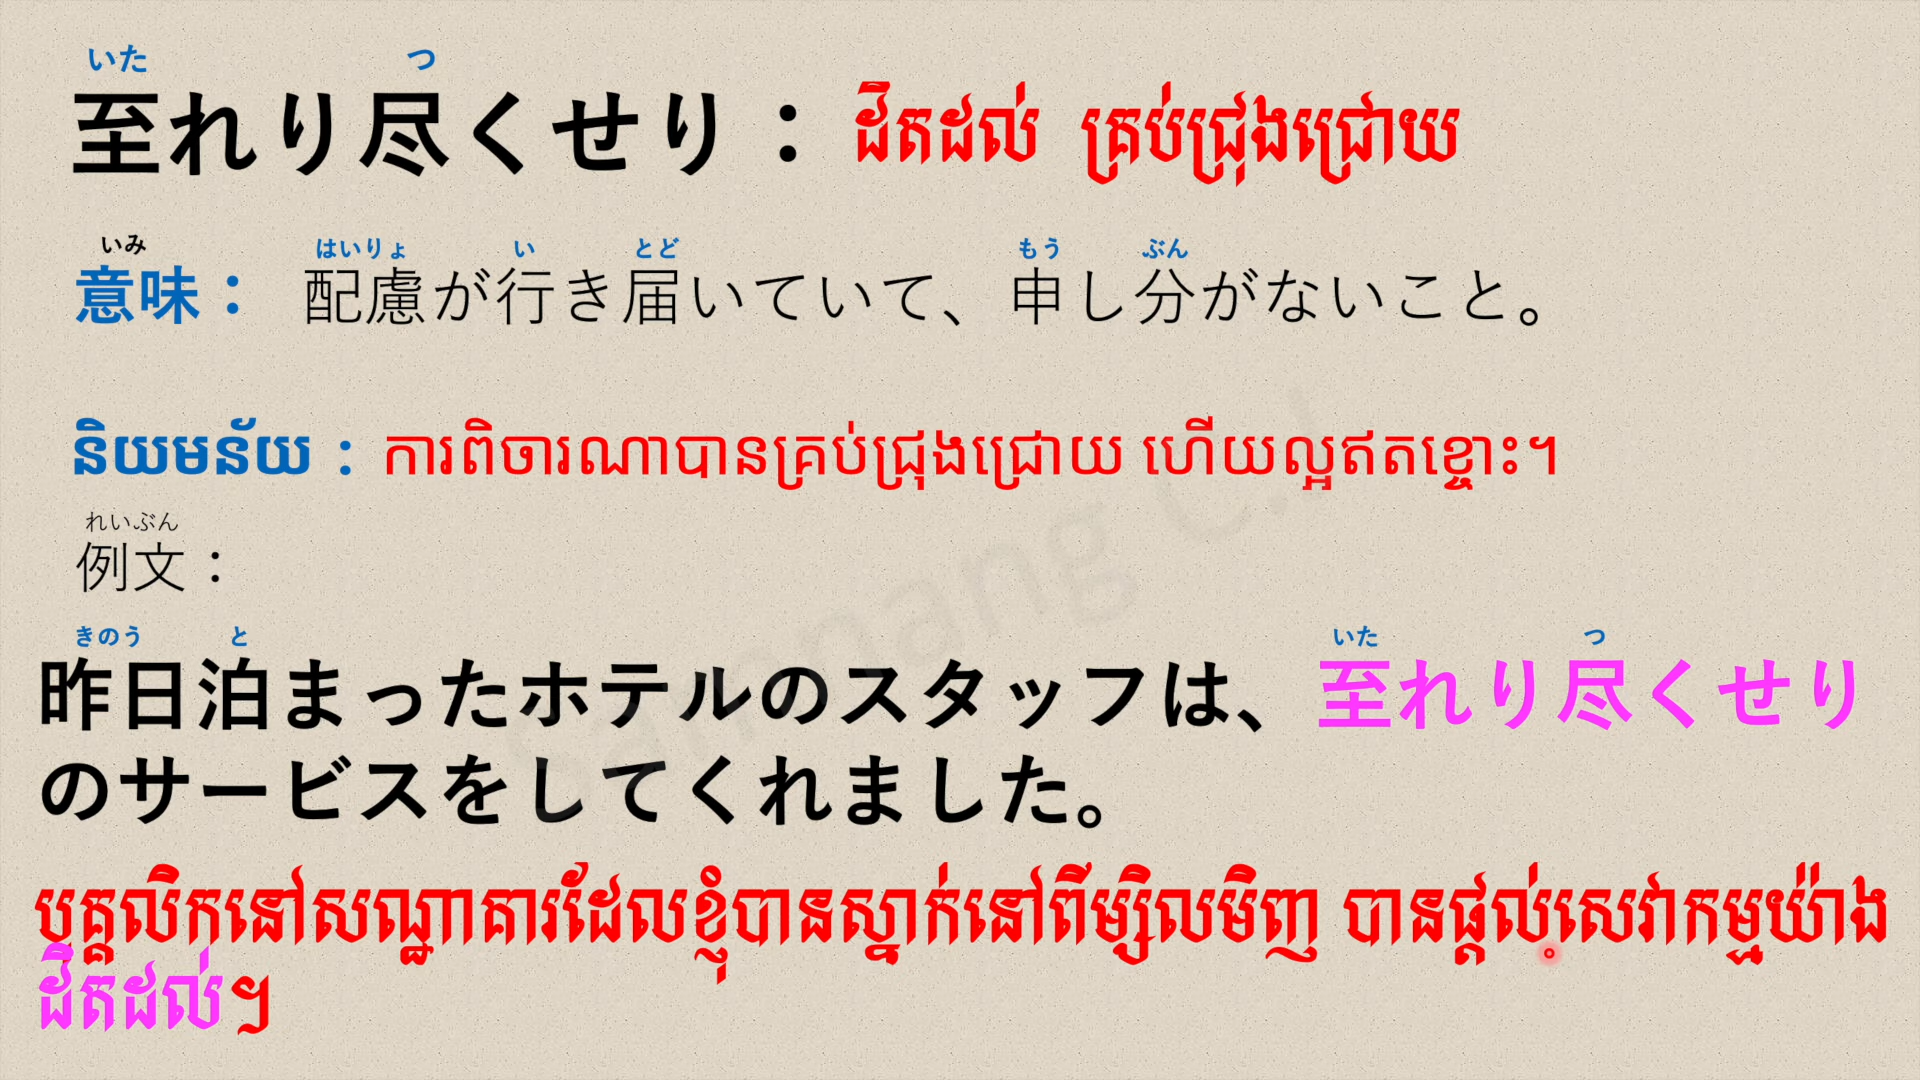 いた つ
至れり尽くせり：ដិតដល់ គ្រប់ជ្រុងជ្រោយ
いみ はいりょ い とど もう ぶん
意味： 配慮が行き届いていて、申し分がないこと。
និយមន័យ : ការពិចារណាបានគ្រប់ជ្រុងជ្រោយ ហើយល្អឥតខ្ចោះ។
れいぶん
例文：
きのう と いた つ
昨日泊まったホテルのスタッフは、至れり尽くせり
のサービスをしてくれました。
បុគ្គលិកនៅសណ្ឋាគារដែលខ្ញុំបានស្នាក់នៅពីម្សិលមិញ បានផ្តល់សេវាកម្មយ៉ាង
ដិតដល់។